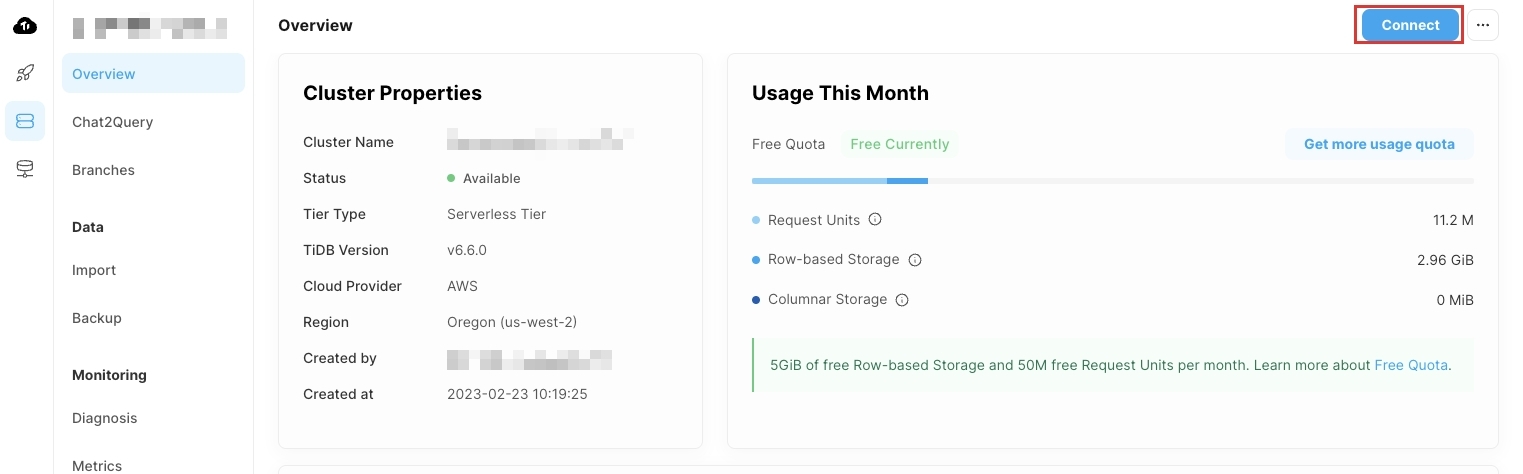 Overview
Connect
...
Overview
Chat2Query
Branches
Data
Import
Backup
Monitoring
Diagnosis
Metrics
Cluster Properties
Cluster Name
Status Available
Tier Type Serverless Tier
TiDB Version v6.6.0
Cloud Provider AWS
Region Oregon (us-west-2)
Created by
Created at 2023-02-23 10:19:25
Usage This Month
Free Quota Free Currently Get more usage quota
Request Units 11.2 M
Row-based Storage 2.96 GiB
Columnar Storage 0 MiB
5GiB of free Row-based Storage and 50M free Request Units per month. Learn more about Free Quota.